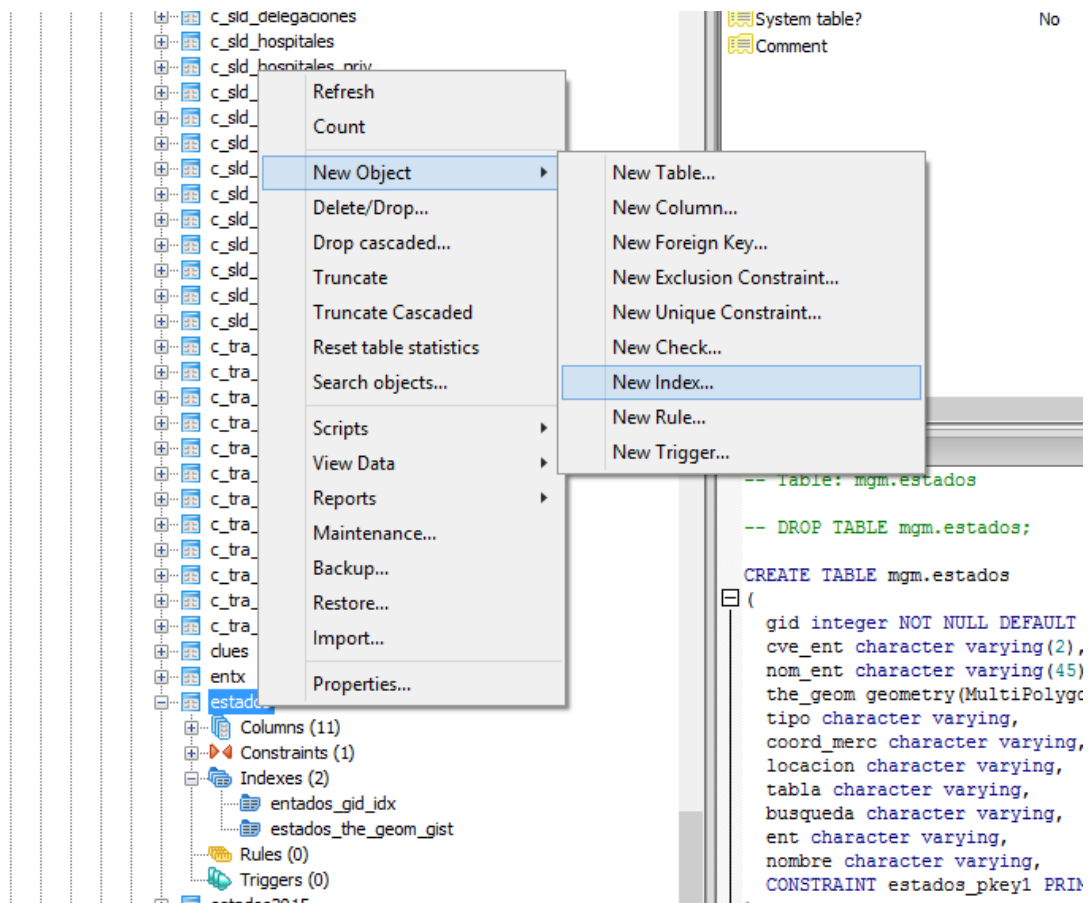 c_sld_delegaciones
c_sld_hospitales
c_sld_hospitales_priv
c_sld_
c_sld_
c_sld_
c_sld_
c_sld_
c_sld_
c_sld_
c_sld_
c_sld_
c_sld_
c_tra_
c_tra_
c_tra_
c_tra_
c_tra_
c_tra_
c_tra_
c_tra_
c_tra_
c_tra_
c_tra_
c_tra_
clues
entx
estados
Columns (11)
Constraints (1)
Indexes (2)
entados_gid_idx
estados_the_geom_gist
Rules (0)
Triggers (0)
estados2015
Refresh
Count
New Object
Delete/Drop...
Drop cascaded...
Truncate
Truncate Cascaded
Reset table statistics
Search objects...
Scripts
View Data
Reports
Maintenance...
Backup...
Restore...
Import...
Properties...
New Table...
New Column...
New Foreign Key...
New Exclusion Constraint...
New Unique Constraint...
New Check...
New Index...
New Rule...
New Trigger...
System table? No
Comment
-- Table: mgm.estados
-- DROP TABLE mgm.estados;
CREATE TABLE mgm.estados
(
gid integer NOT NULL DEFAULT
cve_ent character varying(2),
nom_ent character varying(45)
the_geom geometry(MultiPolygo
tipo character varying,
coord_merc character varying,
locacion character varying,
tabla character varying,
busqueda character varying,
ent character varying,
nombre character varying,
CONSTRAINT estados_pkey1 PRIM